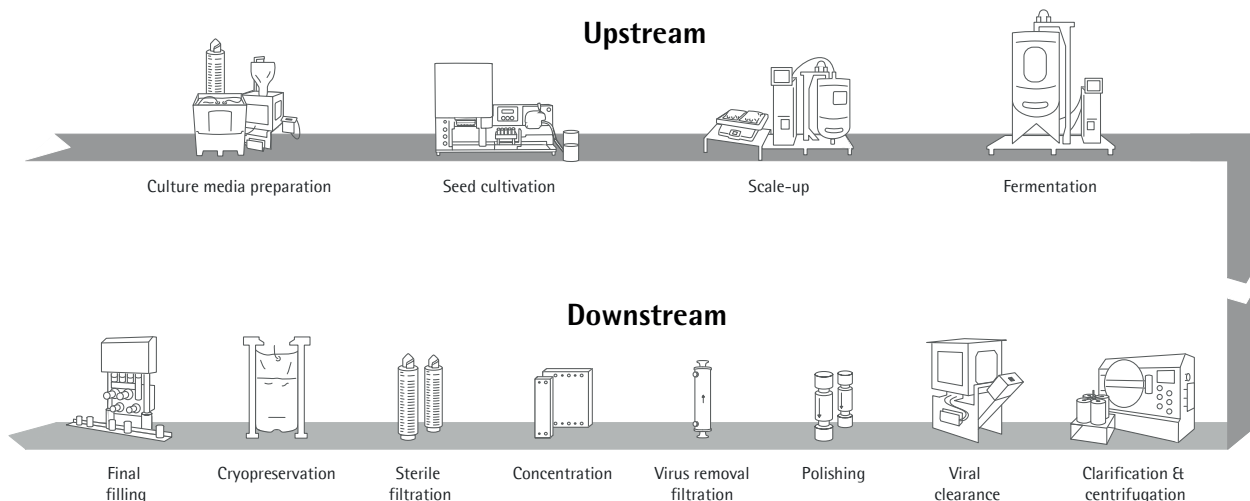 Upstream
Culture media preparation
Seed cultivation
Scale-up
Fermentation
Downstream
Final
filling
Cryopreservation
Sterile
filtration
Concentration
Virus removal
filtration
Polishing
Viral
clearance
Clarification &
centrifugation